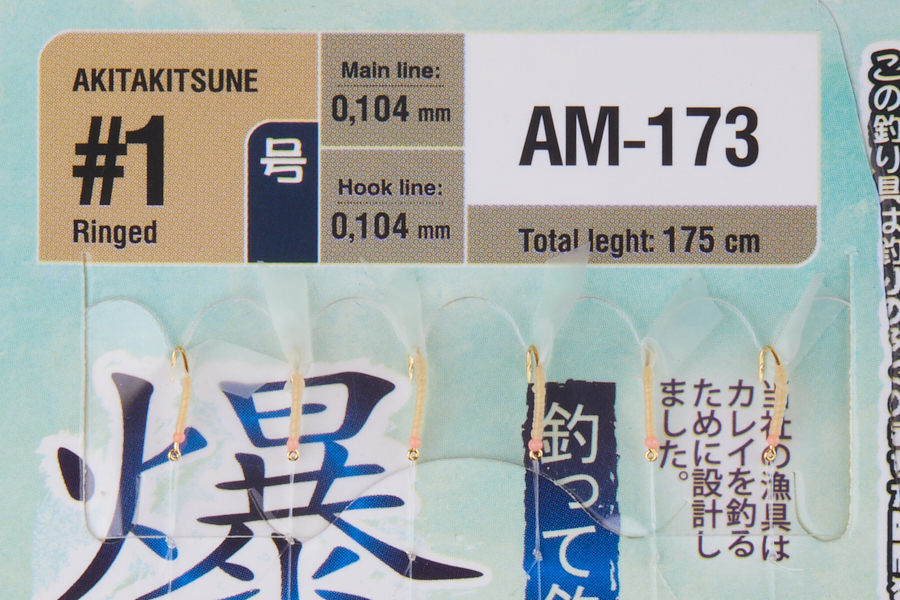 AKITAKITSUNE
#1
Ringed
号
Main line:
0,104 mm
Hook line:
0,104 mm
AM-173
Total leght: 175 cm
爆
釣って
当社の漁具は
カレイを釣る
ために設計し
ました。
この釣り具は釣り